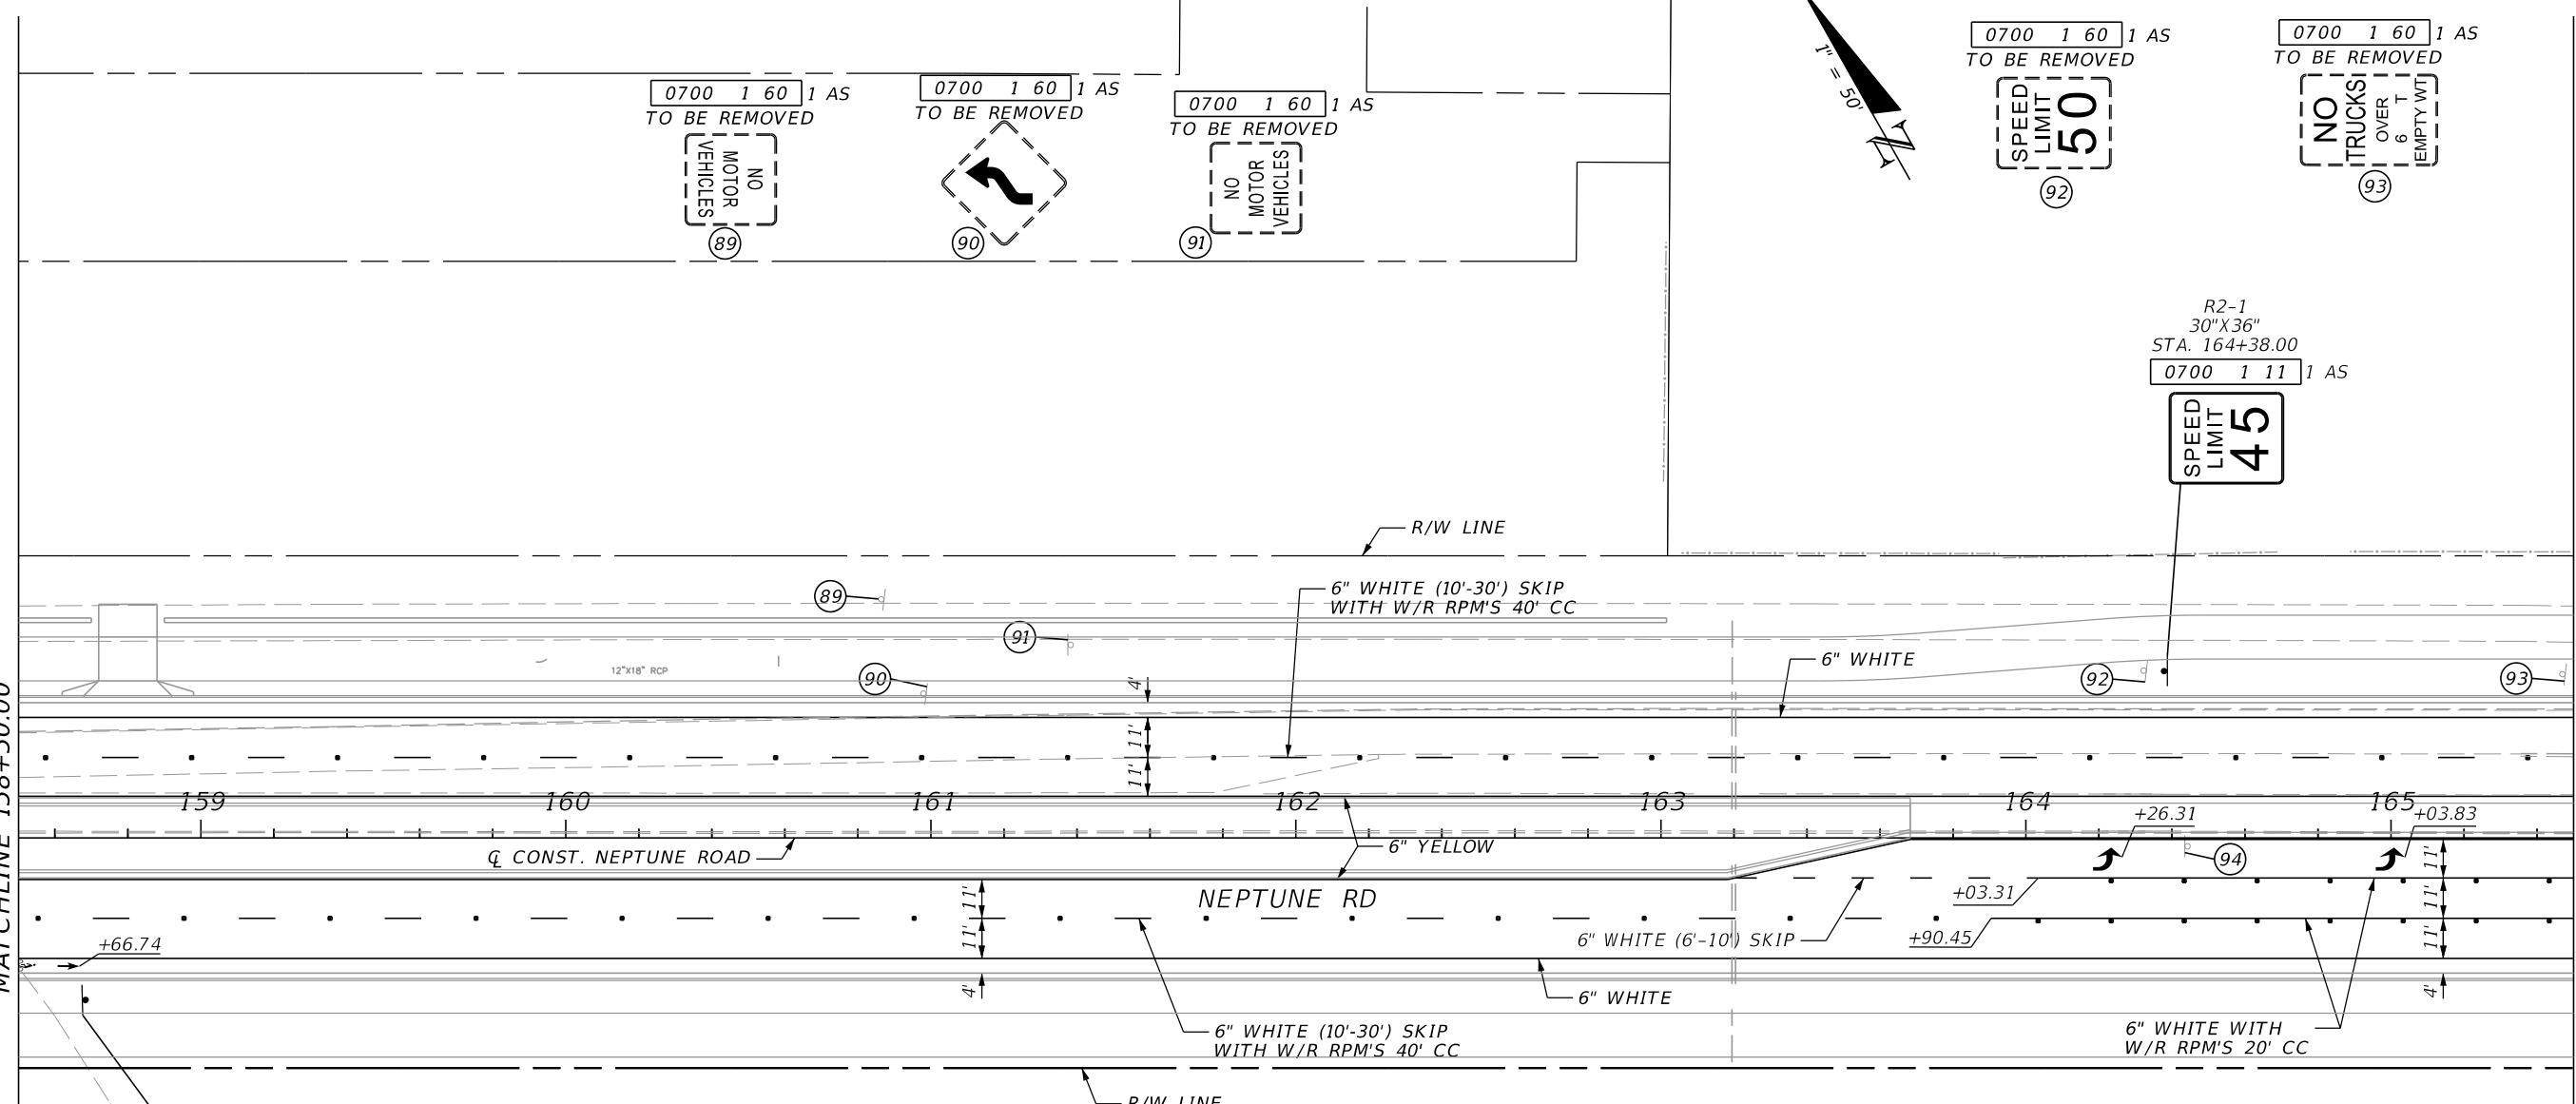 0700 1 60 1 AS
TO BE REMOVED
NO
MOTOR
VEHICLES
89
0700 1 60 1 AS
TO BE REMOVED
90
0700 1 60 1 AS
TO BE REMOVED
NO
MOTOR
VEHICLES
91
1" = 50'
N
0700 1 60 1 AS
TO BE REMOVED
SPEED
LIMIT
50
92
0700 1 60 1 AS
TO BE REMOVED
NO
TRUCKS
OVER
6 T
EMPTY WT
93
R2-1
30"X36"
STA. 164+38.00
0700 1 11 1 AS
SPEED
LIMIT
45
R/W LINE
89
6" WHITE (10'-30') SKIP
WITH W/R RPM'S 40' CC
91
12"X18" RCP
90
4'
6" WHITE
92
93
11'
11'
MATCHLINE 158+50.00
159
160
161
162
163
164
165
+26.31
+03.83
℄ CONST. NEPTUNE ROAD
6" YELLOW
94
11'
11'
11'
4'
NEPTUNE RD
+03.31
11'
11'
4'
+66.74
6" WHITE (6'-10') SKIP
+90.45
6" WHITE
6" WHITE (10'-30') SKIP
WITH W/R RPM'S 40' CC
6" WHITE WITH
W/R RPM'S 20' CC
R/W LINE